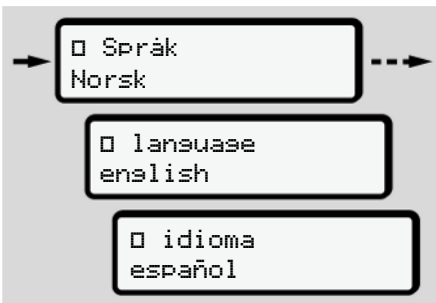 □ Språk
Norsk
□ language
english
□ idioma
español